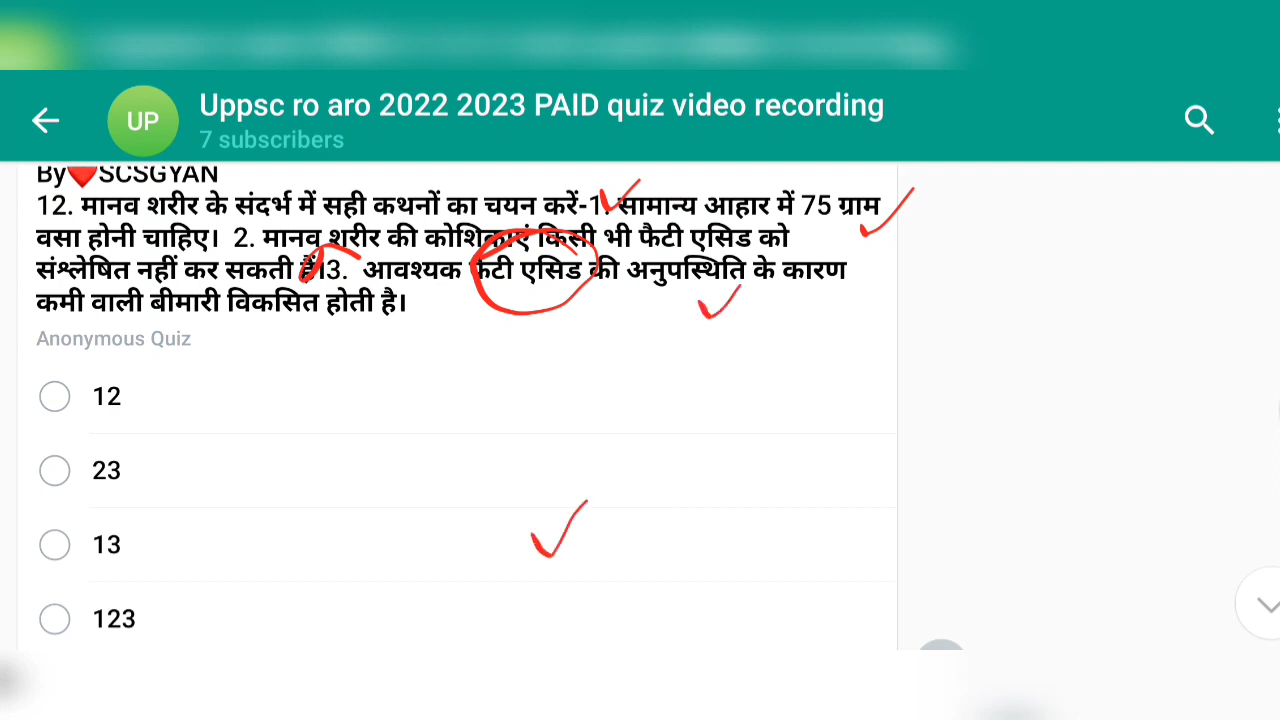 Uppsc ro aro 2022 2023 PAID quiz video recording
UP
7 subscribers
By❤️SCSGYAN
12. मानव शरीर के संदर्भ में सही कथनों का चयन करें-1. सामान्य आहार में 75 ग्राम
वसा होनी चाहिए। 2. मानव शरीर की कोशिकाएं किसी भी फैटी एसिड को
संश्लेषित नहीं कर सकती हैं।3. आवश्यक फैटी एसिड की अनुपस्थिति के कारण
कमी वाली बीमारी विकसित होती है।
Anonymous Quiz
12
23
13
123